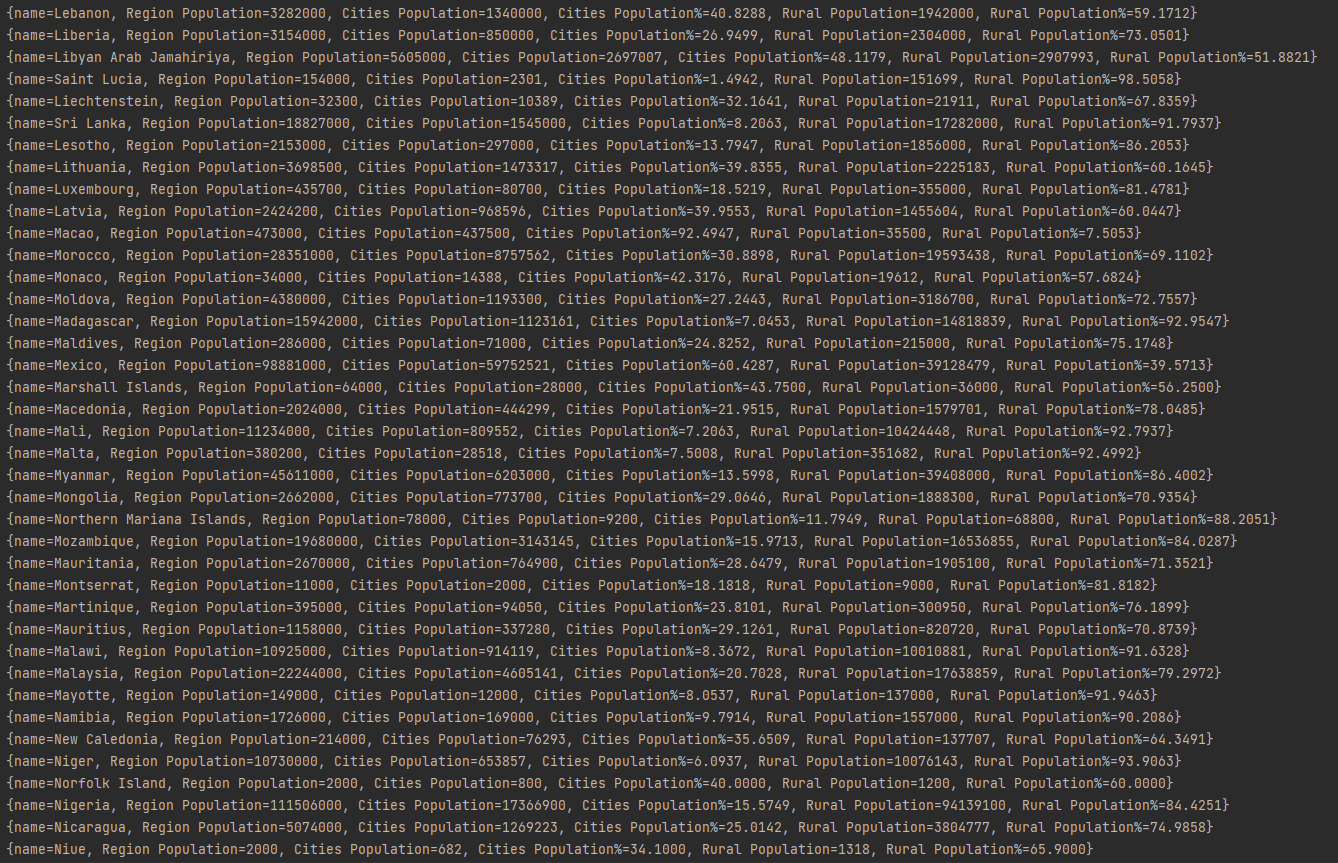 {name=Lebanon, Region Population=3282000, Cities Population=1340000, Cities Population%=40.8288, Rural Population=1942000, Rural Population%=59.1712}
{name=Liberia, Region Population=3154000, Cities Population=850000, Cities Population%=26.9499, Rural Population=2304000, Rural Population%=73.0501}
{name=Libyan Arab Jamahiriya, Region Population=5605000, Cities Population=2697007, Cities Population%=48.1179, Rural Population=2907993, Rural Population%=51.8821}
{name=Saint Lucia, Region Population=154000, Cities Population=2301, Cities Population%=1.4942, Rural Population=151699, Rural Population%=98.5058}
{name=Liechtenstein, Region Population=32300, Cities Population=10389, Cities Population%=32.1641, Rural Population=21911, Rural Population%=67.8359}
{name=Sri Lanka, Region Population=18827000, Cities Population=1545000, Cities Population%=8.2063, Rural Population=17282000, Rural Population%=91.7937}
{name=Lesotho, Region Population=2153000, Cities Population=297000, Cities Population%=13.7947, Rural Population=1856000, Rural Population%=86.2053}
{name=Lithuania, Region Population=3698500, Cities Population=1473317, Cities Population%=39.8355, Rural Population=2225183, Rural Population%=60.1645}
{name=Luxembourg, Region Population=435700, Cities Population=80700, Cities Population%=18.5219, Rural Population=355000, Rural Population%=81.4781}
{name=Latvia, Region Population=2424200, Cities Population=968596, Cities Population%=39.9553, Rural Population=1455604, Rural Population%=60.0447}
{name=Macao, Region Population=473000, Cities Population=437500, Cities Population%=92.4947, Rural Population=35500, Rural Population%=7.5053}
{name=Morocco, Region Population=28351000, Cities Population=8757562, Cities Population%=30.8898, Rural Population=19593438, Rural Population%=69.1102}
{name=Monaco, Region Population=34000, Cities Population=14388, Cities Population%=42.3176, Rural Population=19612, Rural Population%=57.6824}
{name=Moldova, Region Population=4380000, Cities Population=1193300, Cities Population%=27.2443, Rural Population=3186700, Rural Population%=72.7557}
{name=Madagascar, Region Population=15942000, Cities Population=1123161, Cities Population%=7.0453, Rural Population=14818839, Rural Population%=92.9547}
{name=Maldives, Region Population=286000, Cities Population=71000, Cities Population%=24.8252, Rural Population=215000, Rural Population%=75.1748}
{name=Mexico, Region Population=98881000, Cities Population=59752521, Cities Population%=60.4287, Rural Population=39128479, Rural Population%=39.5713}
{name=Marshall Islands, Region Population=64000, Cities Population=28000, Cities Population%=43.7500, Rural Population=36000, Rural Population%=56.2500}
{name=Macedonia, Region Population=2024000, Cities Population=444299, Cities Population%=21.9515, Rural Population=1579701, Rural Population%=78.0485}
{name=Mali, Region Population=11234000, Cities Population=809552, Cities Population%=7.2063, Rural Population=10424448, Rural Population%=92.7937}
{name=Malta, Region Population=380200, Cities Population=28518, Cities Population%=7.5008, Rural Population=351682, Rural Population%=92.4992}
{name=Myanmar, Region Population=45611000, Cities Population=6203000, Cities Population%=13.5998, Rural Population=39408000, Rural Population%=86.4002}
{name=Mongolia, Region Population=2662000, Cities Population=773700, Cities Population%=29.0646, Rural Population=1888300, Rural Population%=70.9354}
{name=Northern Mariana Islands, Region Population=78000, Cities Population=9200, Cities Population%=11.7949, Rural Population=68800, Rural Population%=88.2051}
{name=Mozambique, Region Population=19680000, Cities Population=3143145, Cities Population%=15.9713, Rural Population=16536855, Rural Population%=84.0287}
{name=Mauritania, Region Population=2670000, Cities Population=764900, Cities Population%=28.6479, Rural Population=1905100, Rural Population%=71.3521}
{name=Montserrat, Region Population=11000, Cities Population=2000, Cities Population%=18.1818, Rural Population=9000, Rural Population%=81.8182}
{name=Martinique, Region Population=395000, Cities Population=94050, Cities Population%=23.8101, Rural Population=300950, Rural Population%=76.1899}
{name=Mauritius, Region Population=1158000, Cities Population=337280, Cities Population%=29.1261, Rural Population=820720, Rural Population%=70.8739}
{name=Malawi, Region Population=10925000, Cities Population=914119, Cities Population%=8.3672, Rural Population=10010881, Rural Population%=91.6328}
{name=Malaysia, Region Population=22244000, Cities Population=4605141, Cities Population%=20.7028, Rural Population=17638859, Rural Population%=79.2972}
{name=Mayotte, Region Population=149000, Cities Population=12000, Cities Population%=8.0537, Rural Population=137000, Rural Population%=91.9463}
{name=Namibia, Region Population=1726000, Cities Population=169000, Cities Population%=9.7914, Rural Population=1557000, Rural Population%=90.2086}
{name=New Caledonia, Region Population=214000, Cities Population=76293, Cities Population%=35.6509, Rural Population=137707, Rural Population%=64.3491}
{name=Niger, Region Population=10730000, Cities Population=653857, Cities Population%=6.0937, Rural Population=10076143, Rural Population%=93.9063}
{name=Norfolk Island, Region Population=2000, Cities Population=800, Cities Population%=40.0000, Rural Population=1200, Rural Population%=60.0000}
{name=Nigeria, Region Population=111506000, Cities Population=17366900, Cities Population%=15.5749, Rural Population=94139100, Rural Population%=84.4251}
{name=Nicaragua, Region Population=5074000, Cities Population=1269223, Cities Population%=25.0142, Rural Population=3804777, Rural Population%=74.9858}
{name=Niue, Region Population=2000, Cities Population=682, Cities Population%=34.1000, Rural Population=1318, Rural Population%=65.9000}